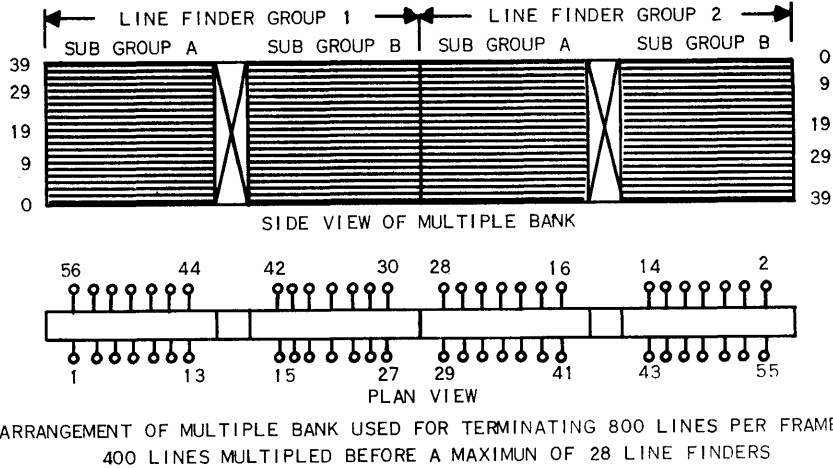 LINE FINDER GROUP 1 LINE FINDER GROUP 2
SUB GROUP A SUB GROUP B SUB GROUP A SUB GROUP B
39 0
29 9
19 19
9 29
0 39
SIDE VIEW OF MULTIPLE BANK
56 44 42 30 28 16 14 2
1 13 15 27 29 41 43 55
PLAN VIEW
ARRANGEMENT OF MULTIPLE BANK USED FOR TERMINATING 800 LINES PER FRAME
400 LINES MULTIPLED BEFORE A MAXIMUN OF 28 LINE FINDERS